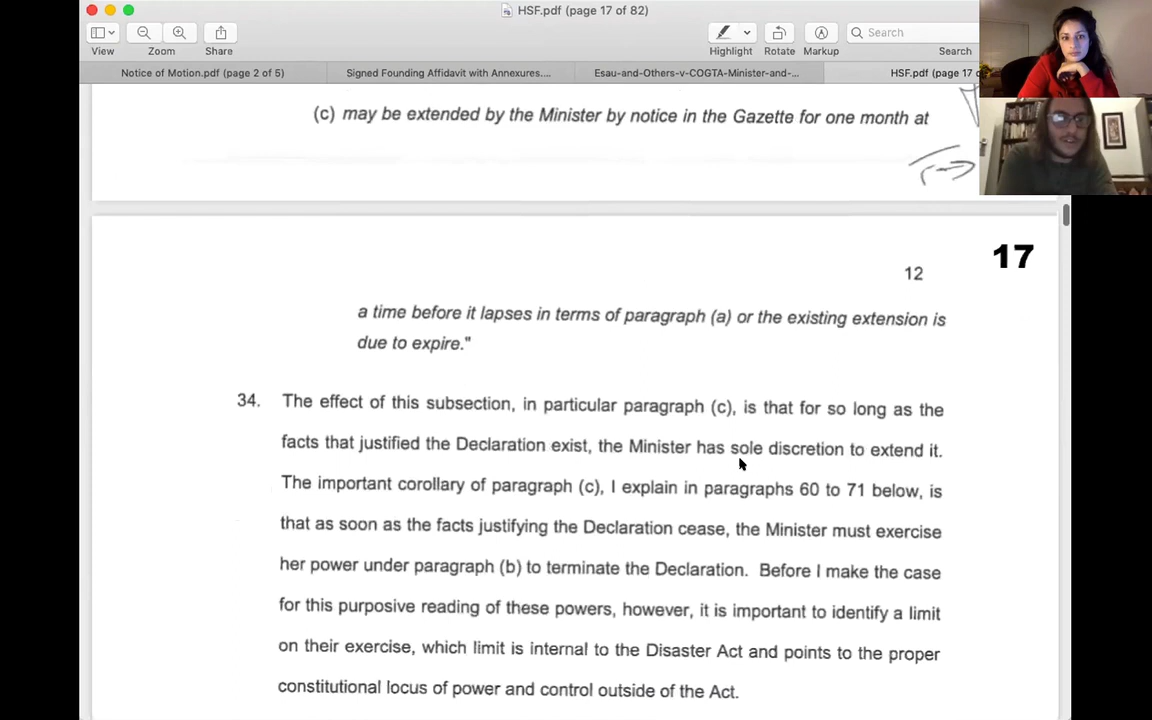 HSF.pdf (page 17 of 82)
View
Zoom
Share
Highlight
Rotate
Markup
Search
Search
Notice of Motion.pdf (page 2 of 5)
Signed Founding Affidavit with Annexures....
Esau-and-Others-v-COGTA-Minister-and-...
HSF.pdf (page 17 o
(c) may be extended by the Minister by notice in the Gazette for one month at
17
12
a time before it lapses in terms of paragraph (a) or the existing extension is
due to expire."
34. The effect of this subsection, in particular paragraph (c), is that for so long as the
facts that justified the Declaration exist, the Minister has sole discretion to extend it.
The important corollary of paragraph (c), I explain in paragraphs 60 to 71 below, is
that as soon as the facts justifying the Declaration cease, the Minister must exercise
her power under paragraph (b) to terminate the Declaration. Before I make the case
for this purposive reading of these powers, however, it is important to identify a limit
on their exercise, which limit is internal to the Disaster Act and points to the proper
constitutional locus of power and control outside of the Act.